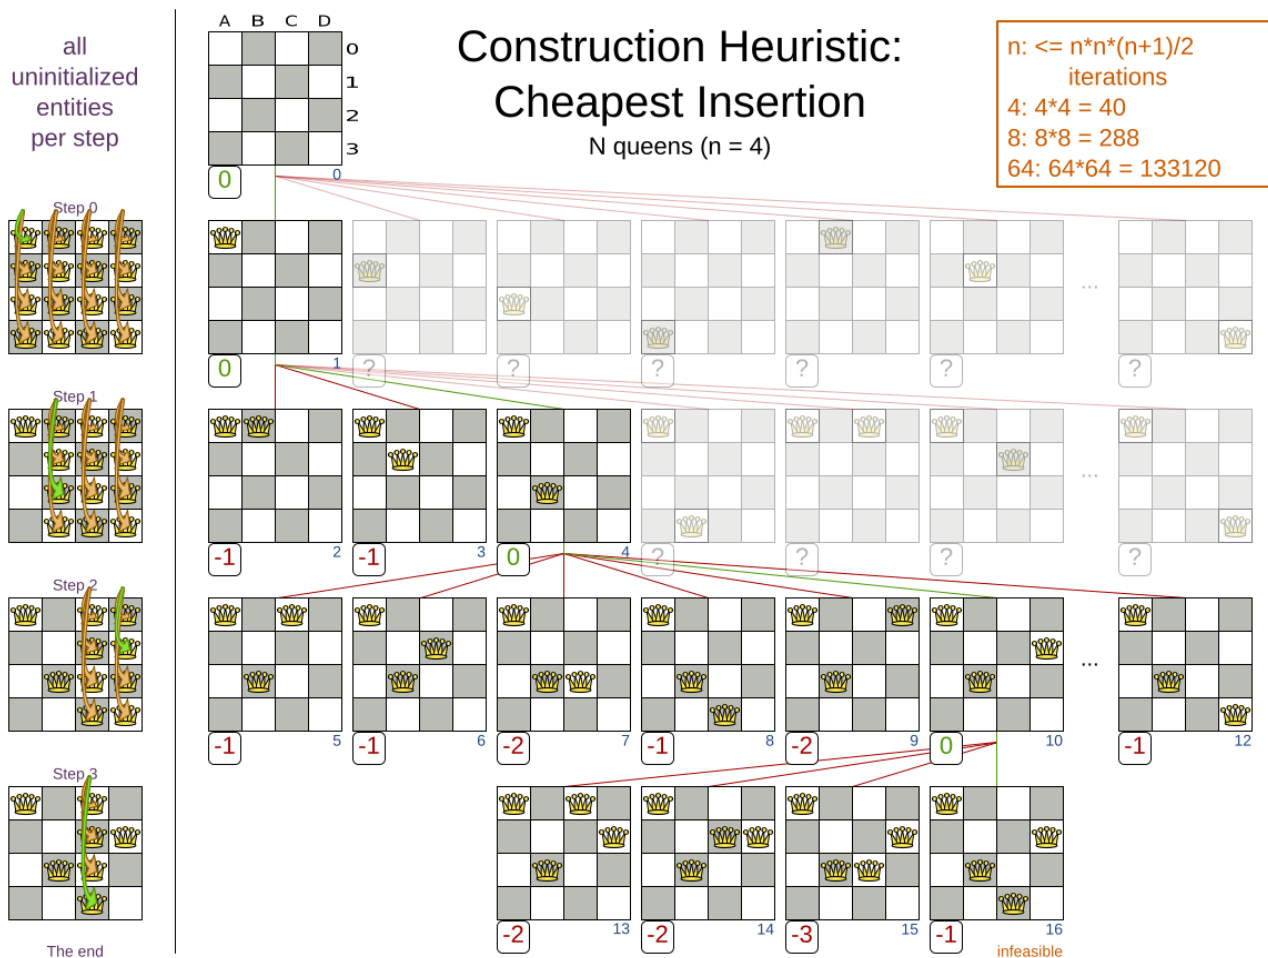 all
uninitialized
entities
per step
A B C D
0
1
2
3
Construction Heuristic:
Cheapest Insertion
N queens (n = 4)
n: <= n*n*(n+1)/2
iterations
4: 4*4 = 40
8: 8*8 = 288
64: 64*64 = 133120
0 0
Step 0
...
0 1 ? ? ? ? ? ?
Step 1
...
-1 2 -1 3 0 4 ? ? ? ?
Step 2
...
-1 5 -1 6 -2 7 -1 8 -2 9 0 10 -1 12
Step 3
-2 13 -2 14 -3 15 -1 16
The end
infeasible